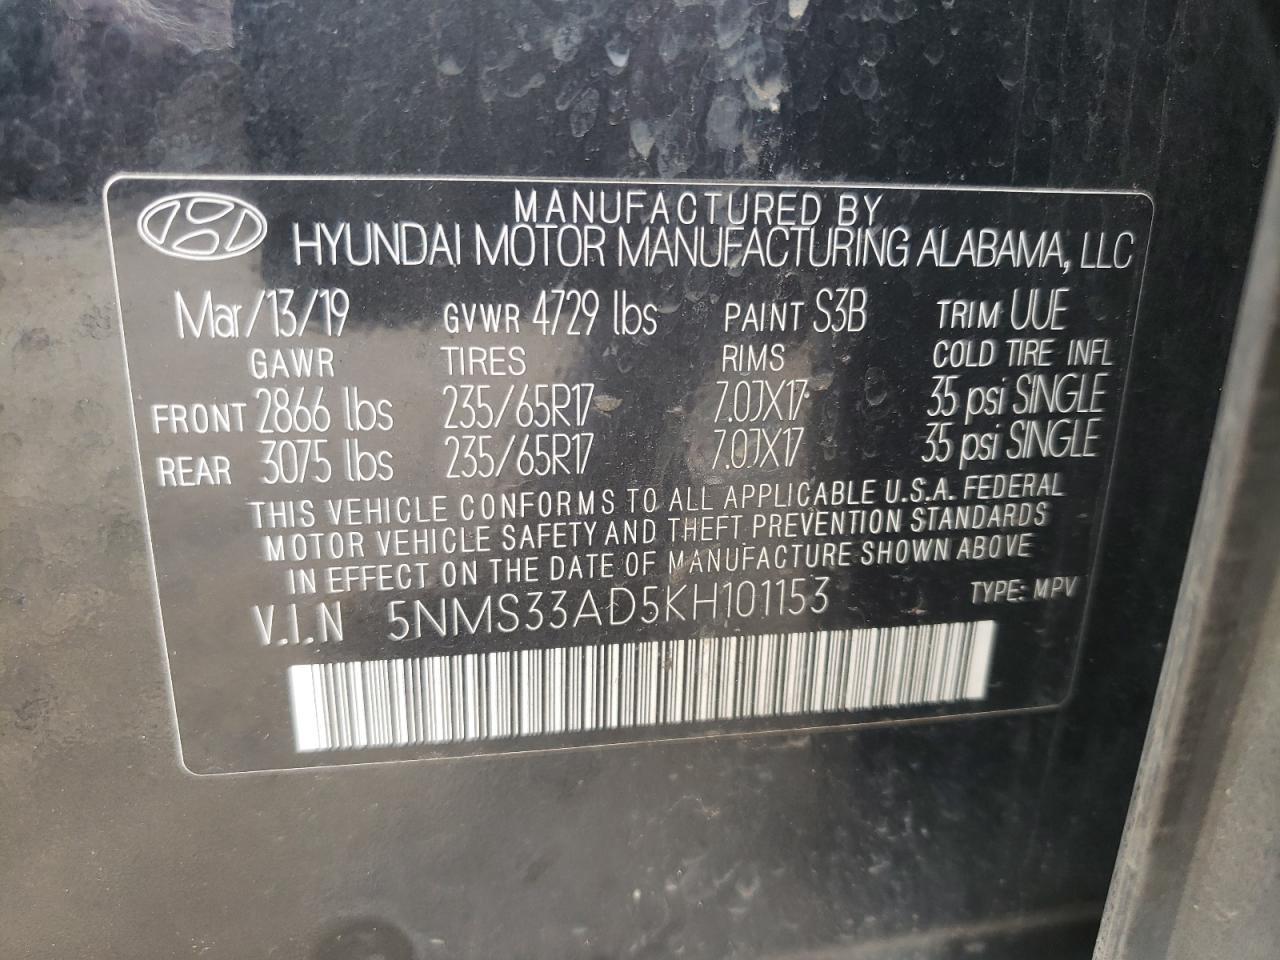 MANUFACTURED BY
HYUNDAI MOTOR MANUFACTURING ALABAMA, LLC
Mar/13/19 GVWR 4729 lbs PAINT S3B TRIM UUE
GAWR TIRES RIMS COLD TIRE INFL
FRONT 2866 lbs 235/65R17 7.0JX17 35 psi SINGLE
REAR 3075 lbs 235/65R17 7.0JX17 35 psi SINGLE
THIS VEHICLE CONFORMS TO ALL APPLICABLE U.S.A. FEDERAL
MOTOR VEHICLE SAFETY AND THEFT PREVENTION STANDARDS
IN EFFECT ON THE DATE OF MANUFACTURE SHOWN ABOVE
V.I.N 5NMS33AD5KH101153 TYPE: MPV